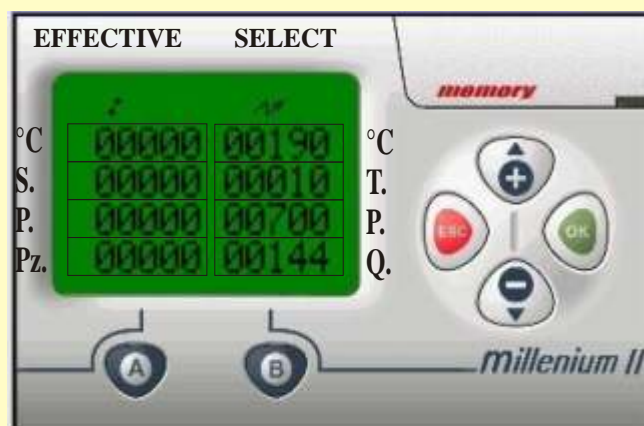 EFFECTIVE SELECT
memory
°C 00000 00190 °C
S. 00000 00010 T.
P. 00000 00700 P.
Pz. 00000 00144 Q.
ESC OK
A B
millenium II